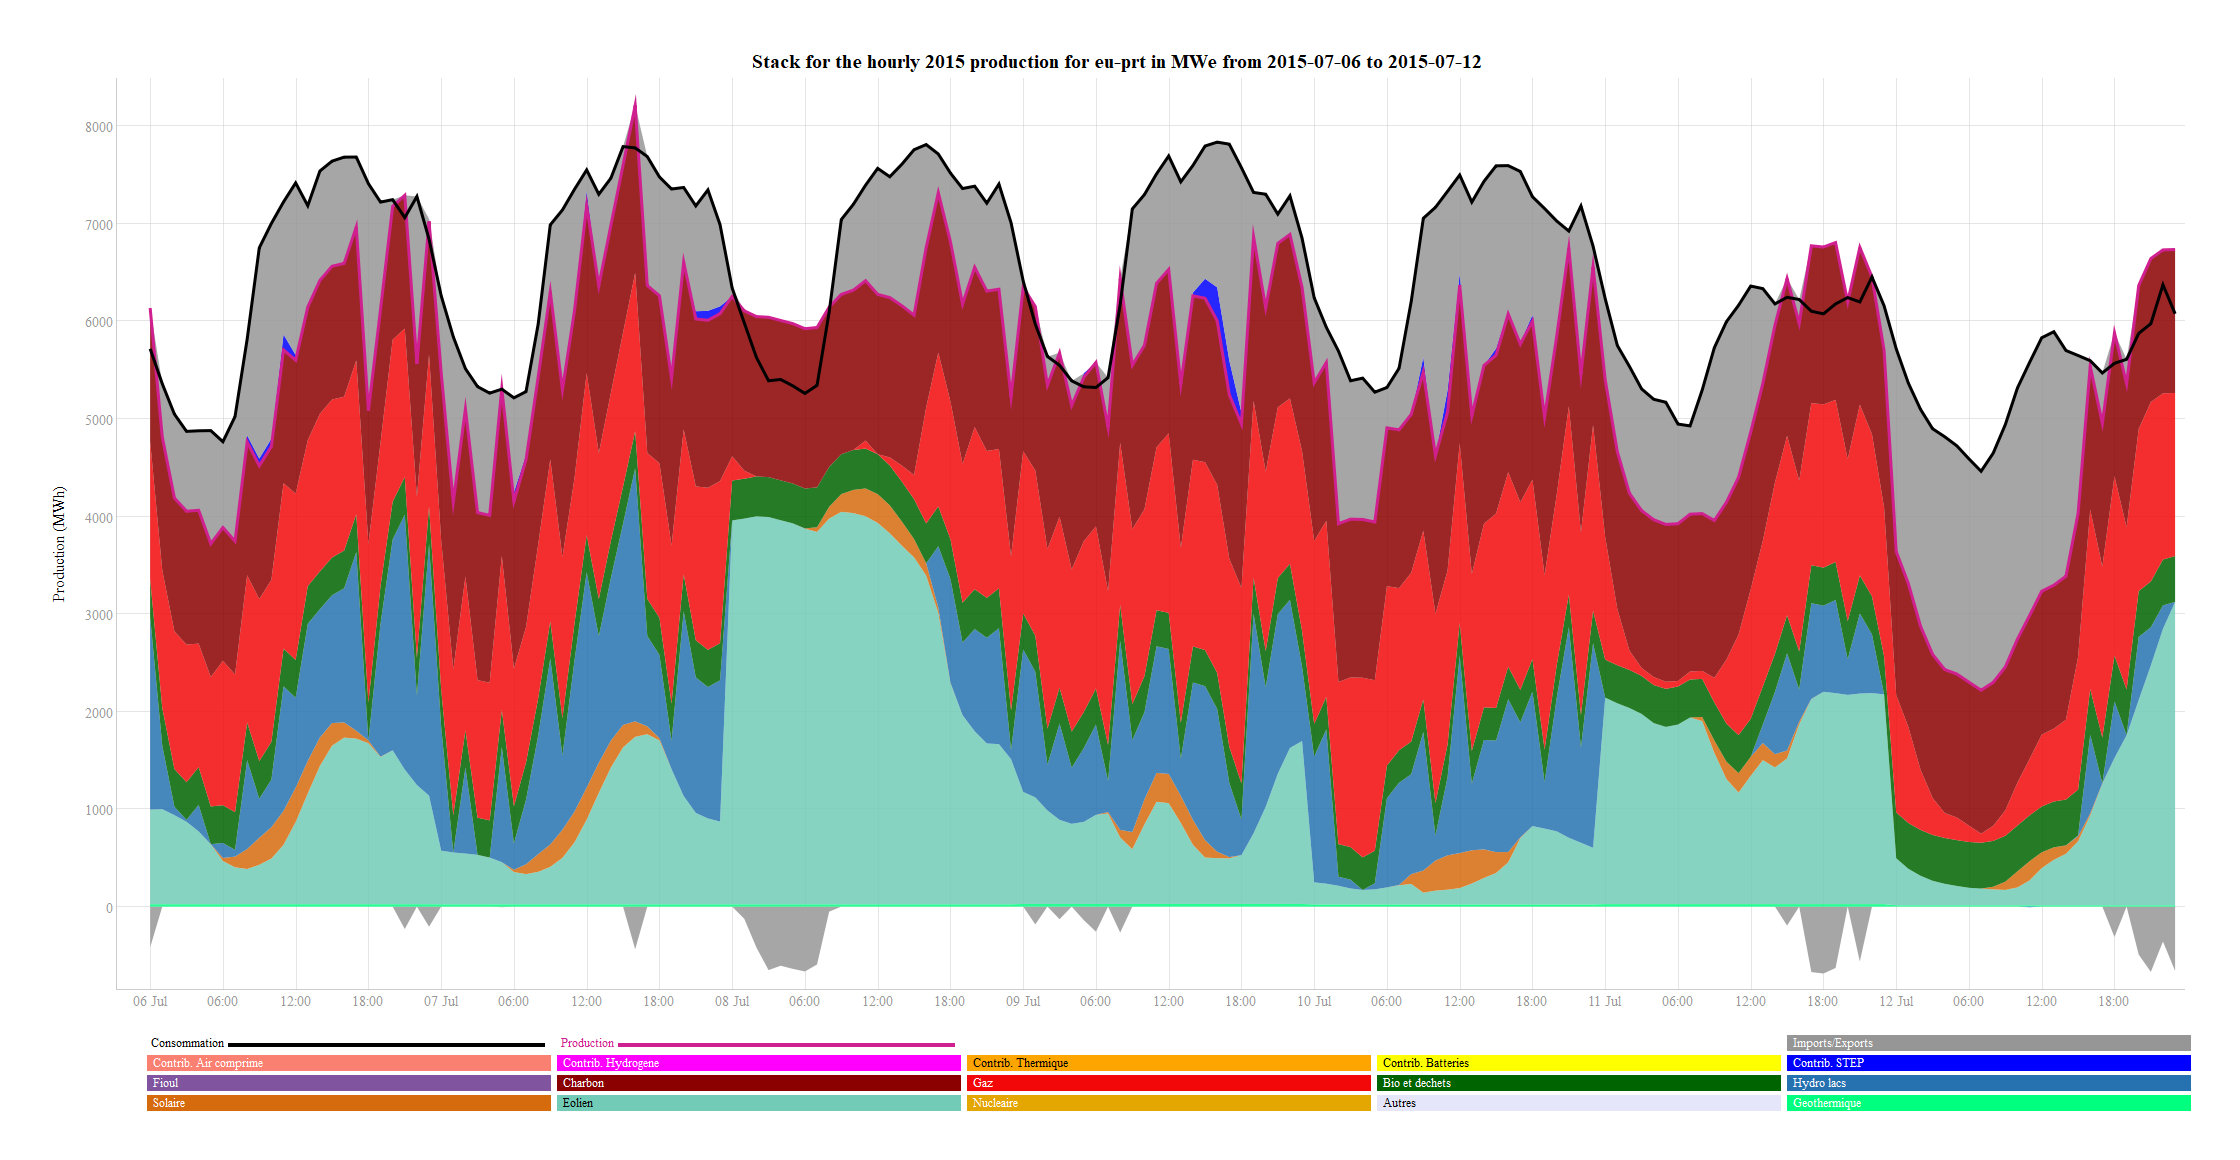 Stack for the hourly 2015 production for eu-prt in MWe from 2015-07-06 to 2015-07-12
Production (MWh)
8000
7000
6000
5000
4000
3000
2000
1000
0
06 Jul 06:00 12:00 18:00 07 Jul 06:00 12:00 18:00 08 Jul 06:00 12:00 18:00 09 Jul 06:00 12:00 18:00 10 Jul 06:00 12:00 18:00 11 Jul 06:00 12:00 18:00 12 Jul 06:00 12:00 18:00
Consommation Production Imports/Exports
Contrib. Air comprime Contrib. Hydrogene Contrib. Thermique Contrib. Batteries Contrib. STEP
Fioul Charbon Gaz Bio et dechets Hydro lacs
Solaire Eolien Nucleaire Autres Geothermique